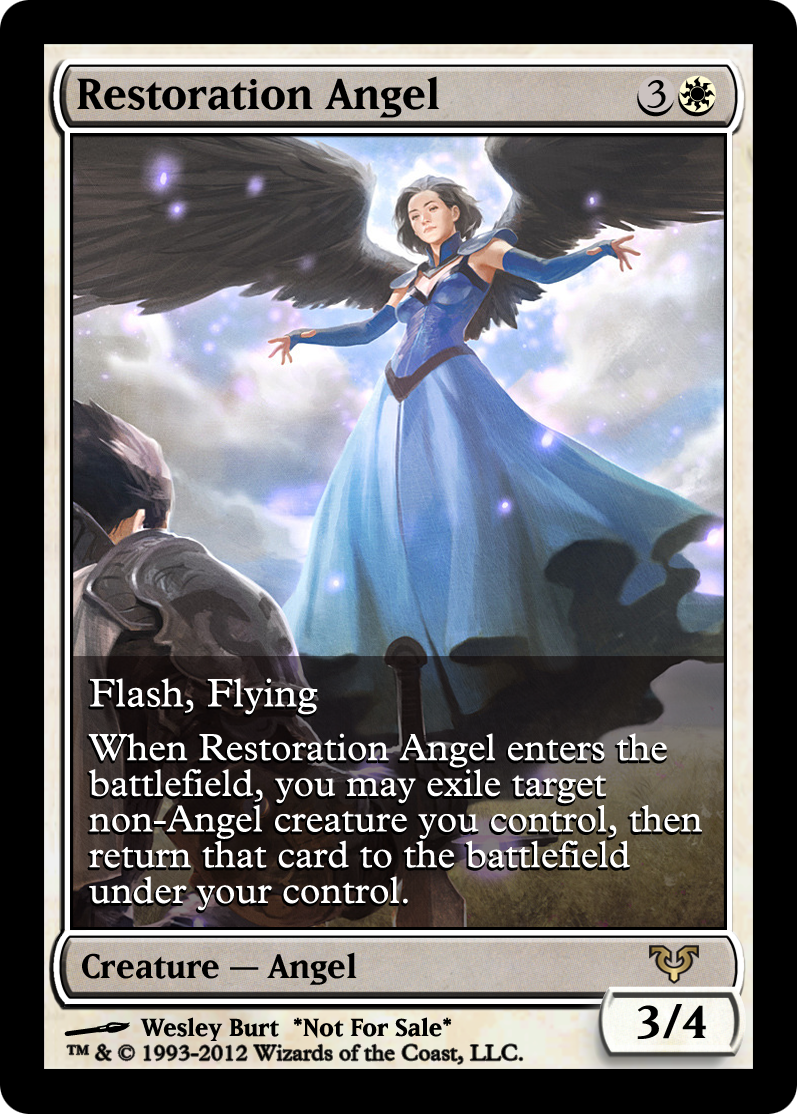 Restoration Angel 3
Flash, Flying
When Restoration Angel enters the
battlefield, you may exile target
non-Angel creature you control, then
return that card to the battlefield
under your control.
Creature — Angel
3/4
Wesley Burt *Not For Sale*
™ & © 1993-2012 Wizards of the Coast, LLC.